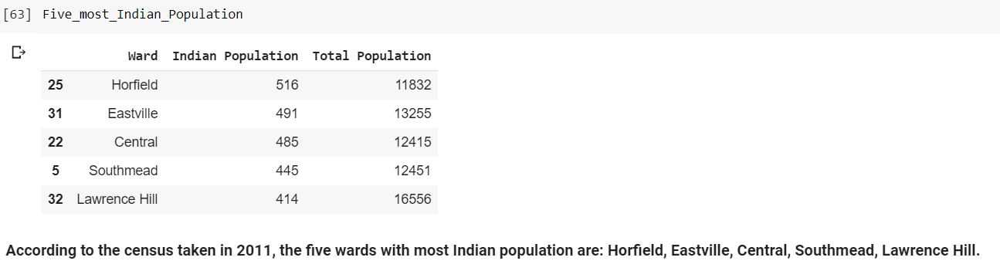 [63] Five_most_Indian_Population
Ward Indian Population Total Population
25 Horfield 516 11832
31 Eastville 491 13255
22 Central 485 12415
5 Southmead 445 12451
32 Lawrence Hill 414 16556
According to the census taken in 2011, the five wards with most Indian population are: Horfield, Eastville, Central, Southmead, Lawrence Hill.